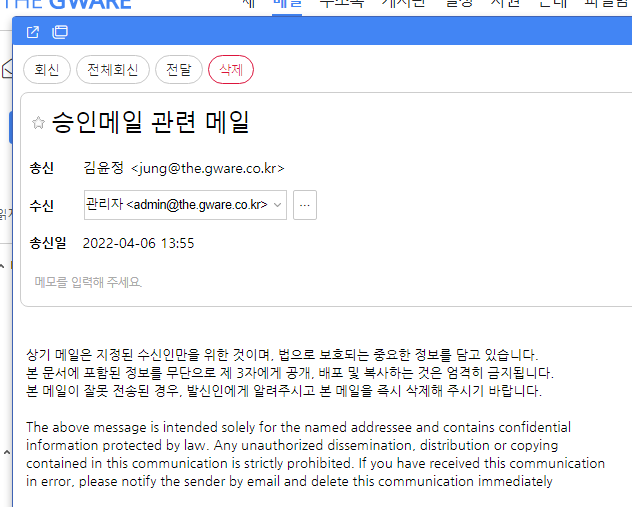 THE GWARE
메일
회신 전체회신 전달 삭제
승인메일 관련 메일
송신 김윤정 <jung@the.gware.co.kr>
수신 관리자 <admin@the.gware.co.kr> ...
송신일 2022-04-06 13:55
메모를 입력해 주세요.
상기 메일은 지정된 수신인만을 위한 것이며, 법으로 보호되는 중요한 정보를 담고 있습니다.
본 문서에 포함된 정보를 무단으로 제 3자에게 공개, 배포 및 복사하는 것은 엄격히 금지됩니다.
본 메일이 잘못 전송된 경우, 발신인에게 알려주시고 본 메일을 즉시 삭제해 주시기 바랍니다.
The above message is intended solely for the named addressee and contains confidential
information protected by law. Any unauthorized dissemination, distribution or copying
contained in this communication is strictly prohibited. If you have received this communication
in error, please notify the sender by email and delete this communication immediately